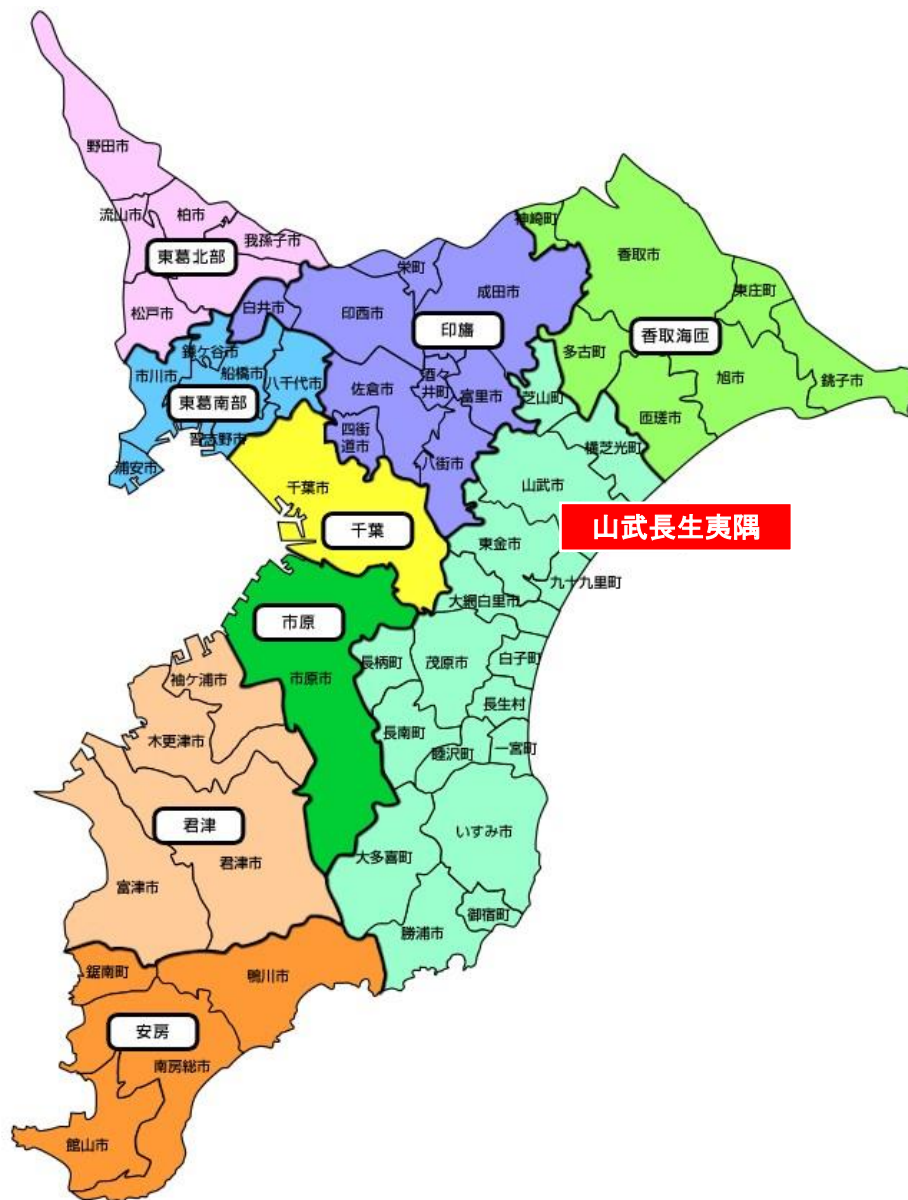 野田市
流山市
柏市
我孫子市
東葛北部
松戸市
白井市
印西市
栄町
成田市
印旛
神崎町
香取市
東庄町
香取海匝
多古町
旭市
銚子市
匝瑳市
市川市
鎌ケ谷市
船橋市
八千代市
東葛南部
習志野市
浦安市
佐倉市
酒々
井町
富里市
四街
道市
八街市
芝山町
横芝光町
山武市
山武長生夷隅
東金市
九十九里町
大網白里市
千葉市
千葉
市原
市原市
長柄町
茂原市
白子町
長生村
長南町
睦沢町
一宮町
袖ケ浦市
木更津市
君津
君津市
富津市
いすみ市
大多喜町
御宿町
勝浦市
鋸南町
鴨川市
安房
南房総市
館山市